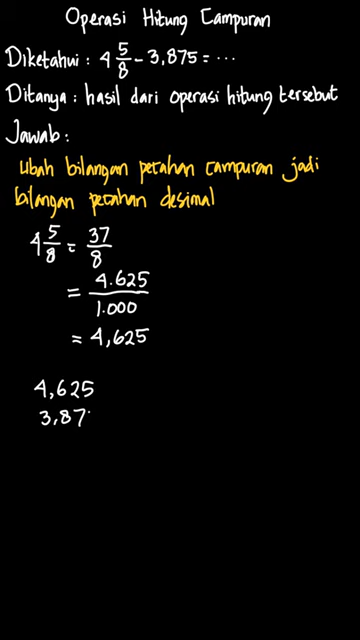 Operasi Hitung Campuran
Diketahui : 4 5/8 - 3,875 = ...
Ditanya : hasil dari operasi hitung tersebut
Jawab :
Ubah bilangan pecahan campuran jadi
bilangan pecahan desimal
4 5/8 = 37/8
= 4.625/1.000
= 4,625
4,625
3,87